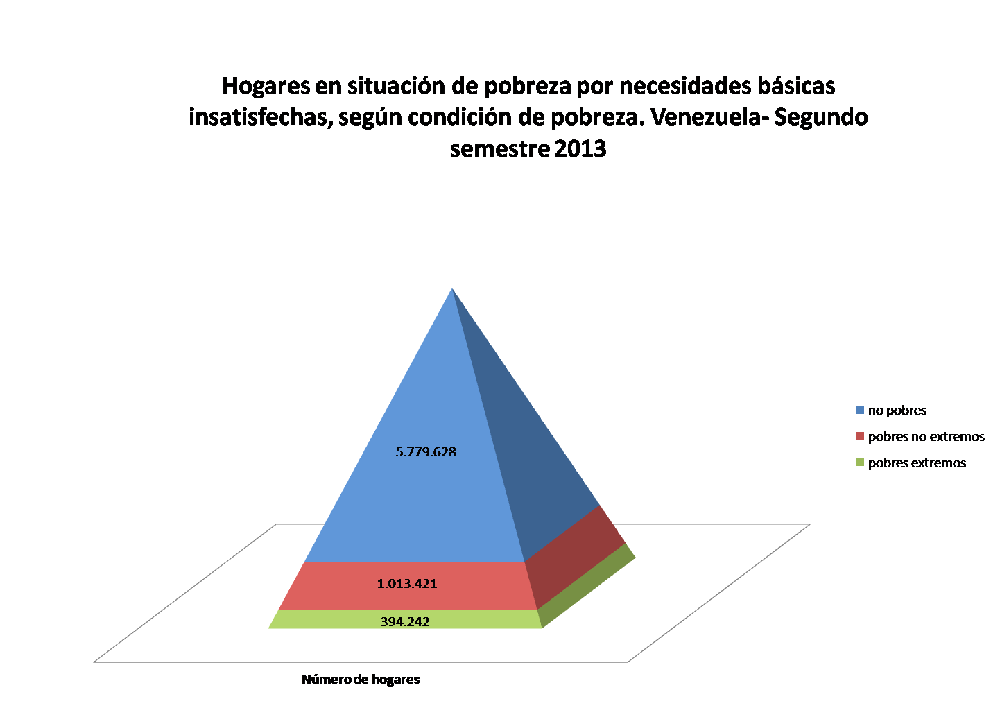 Hogares en situación de pobreza por necesidades básicas
insatisfechas, según condición de pobreza. Venezuela- Segundo
semestre 2013
no pobres
pobres no extremos
pobres extremos
5.779.628
1.013.421
394.242
Número de hogares